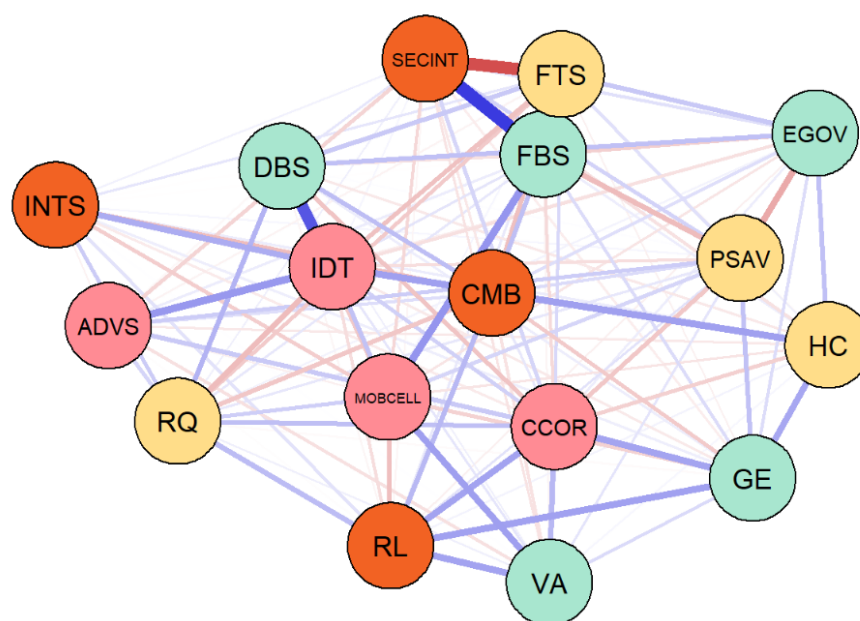 SECINT
FTS
EGOV
DBS
FBS
INTS
IDT
PSAV
CMB
ADVS
HC
MOBCELL
RQ
CCOR
GE
RL
VA